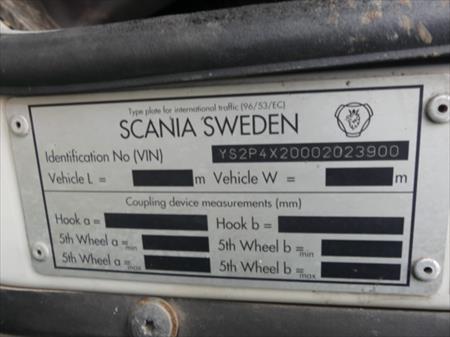 Type plate for international traffic (96/53/EC)
SCANIA SWEDEN
Identification No (VIN) YS2P4X20002023900
Vehicle L = m Vehicle W = m
Coupling device measurements (mm)
Hook a = Hook b =
5th Wheel a = min 5th Wheel b = min
5th Wheel a = max 5th Wheel b = max